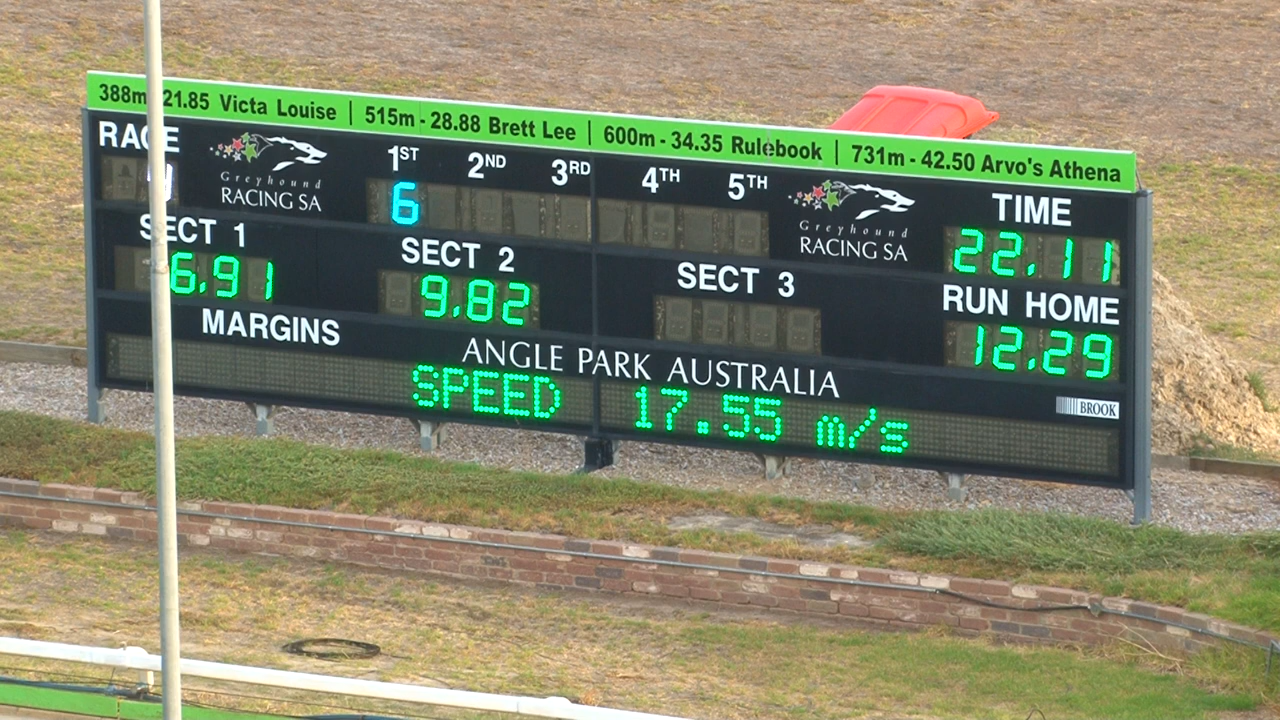 388m 21.85 Victa Louise | 515m - 28.88 Brett Lee | 600m - 34.35 Rulebook | 731m - 42.50 Arvo's Athena
RACE
Greyhound
RACING SA
1ST 2ND 3RD 4TH 5TH
6
Greyhound
RACING SA
TIME
22.11
SECT 1
6.91
SECT 2
9.82
SECT 3
RUN HOME
12.29
MARGINS
ANGLE PARK AUSTRALIA
SPEED 17.55 m/s
BROOK